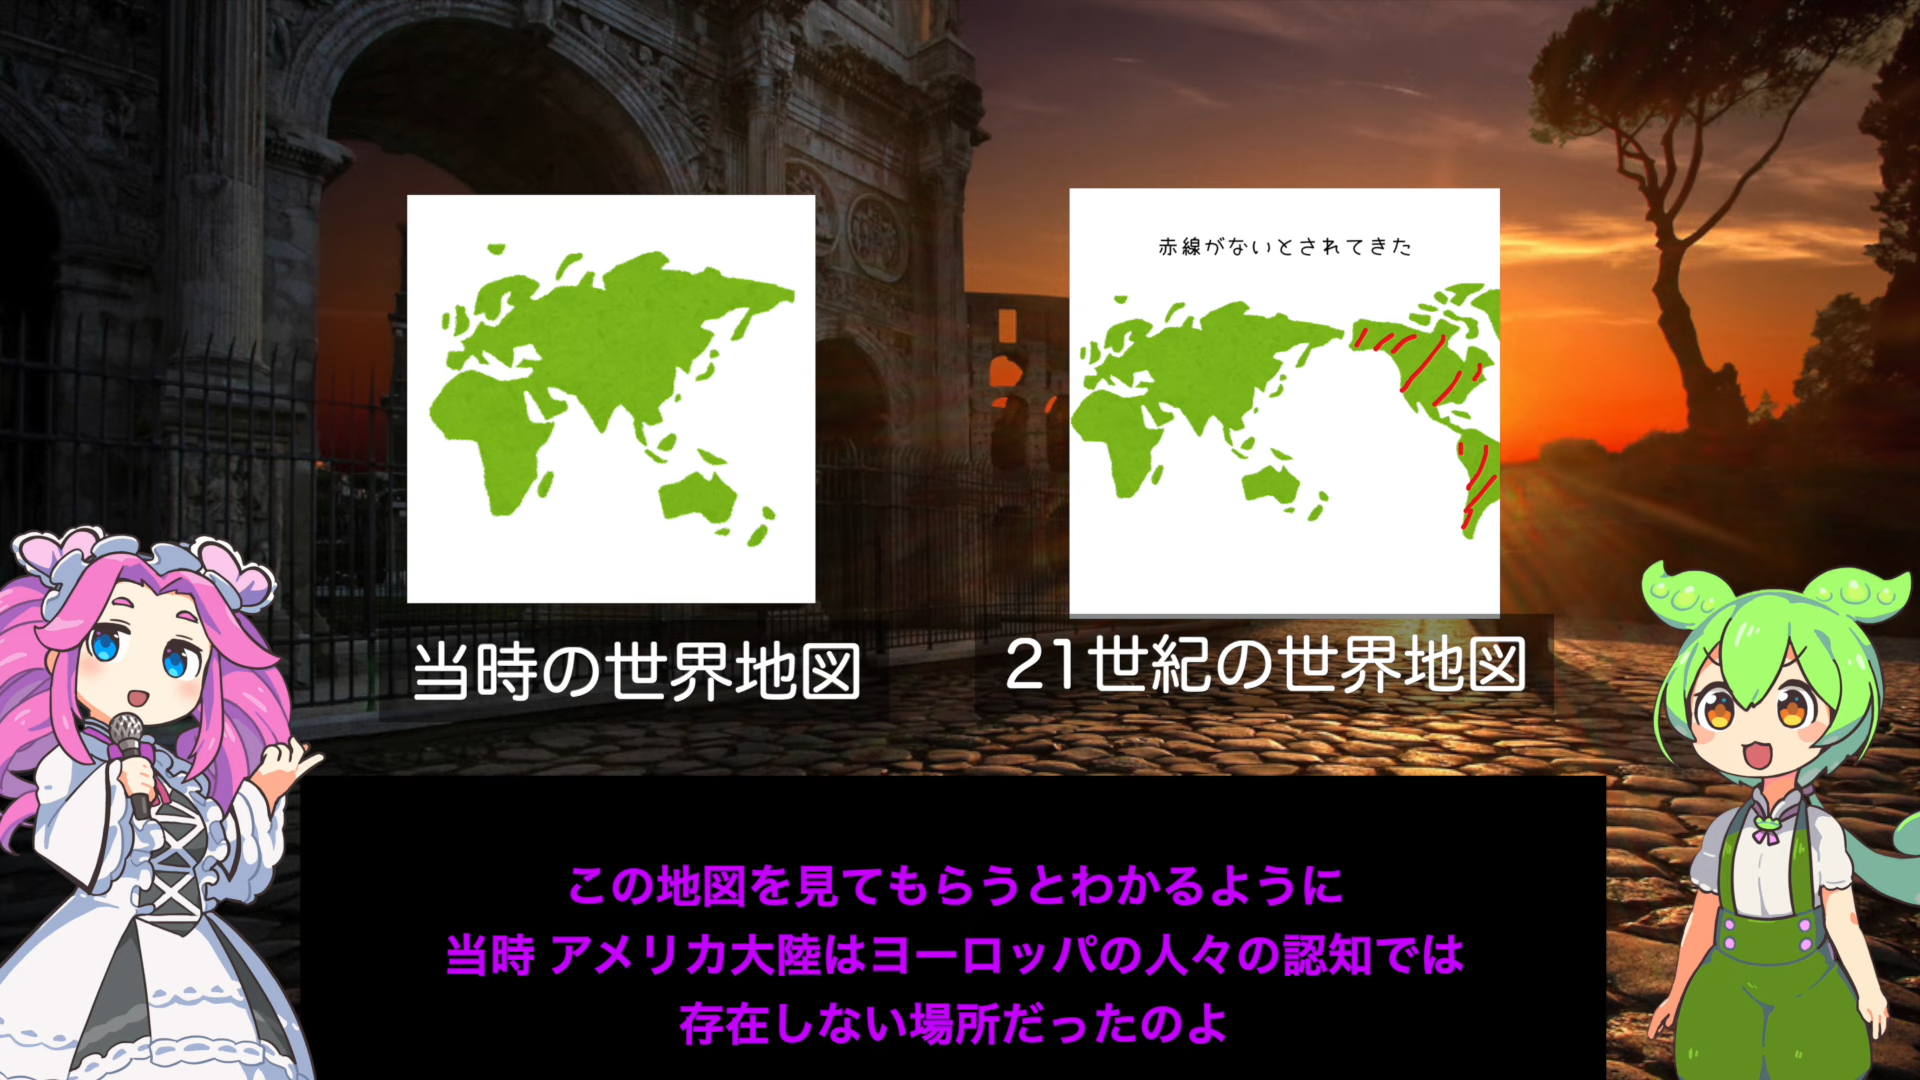 赤線がないとされてきた
当時の世界地図
21世紀の世界地図
この地図を見てもらうとわかるように
当時 アメリカ大陸はヨーロッパの人々の認知では
存在しない場所だったのよ